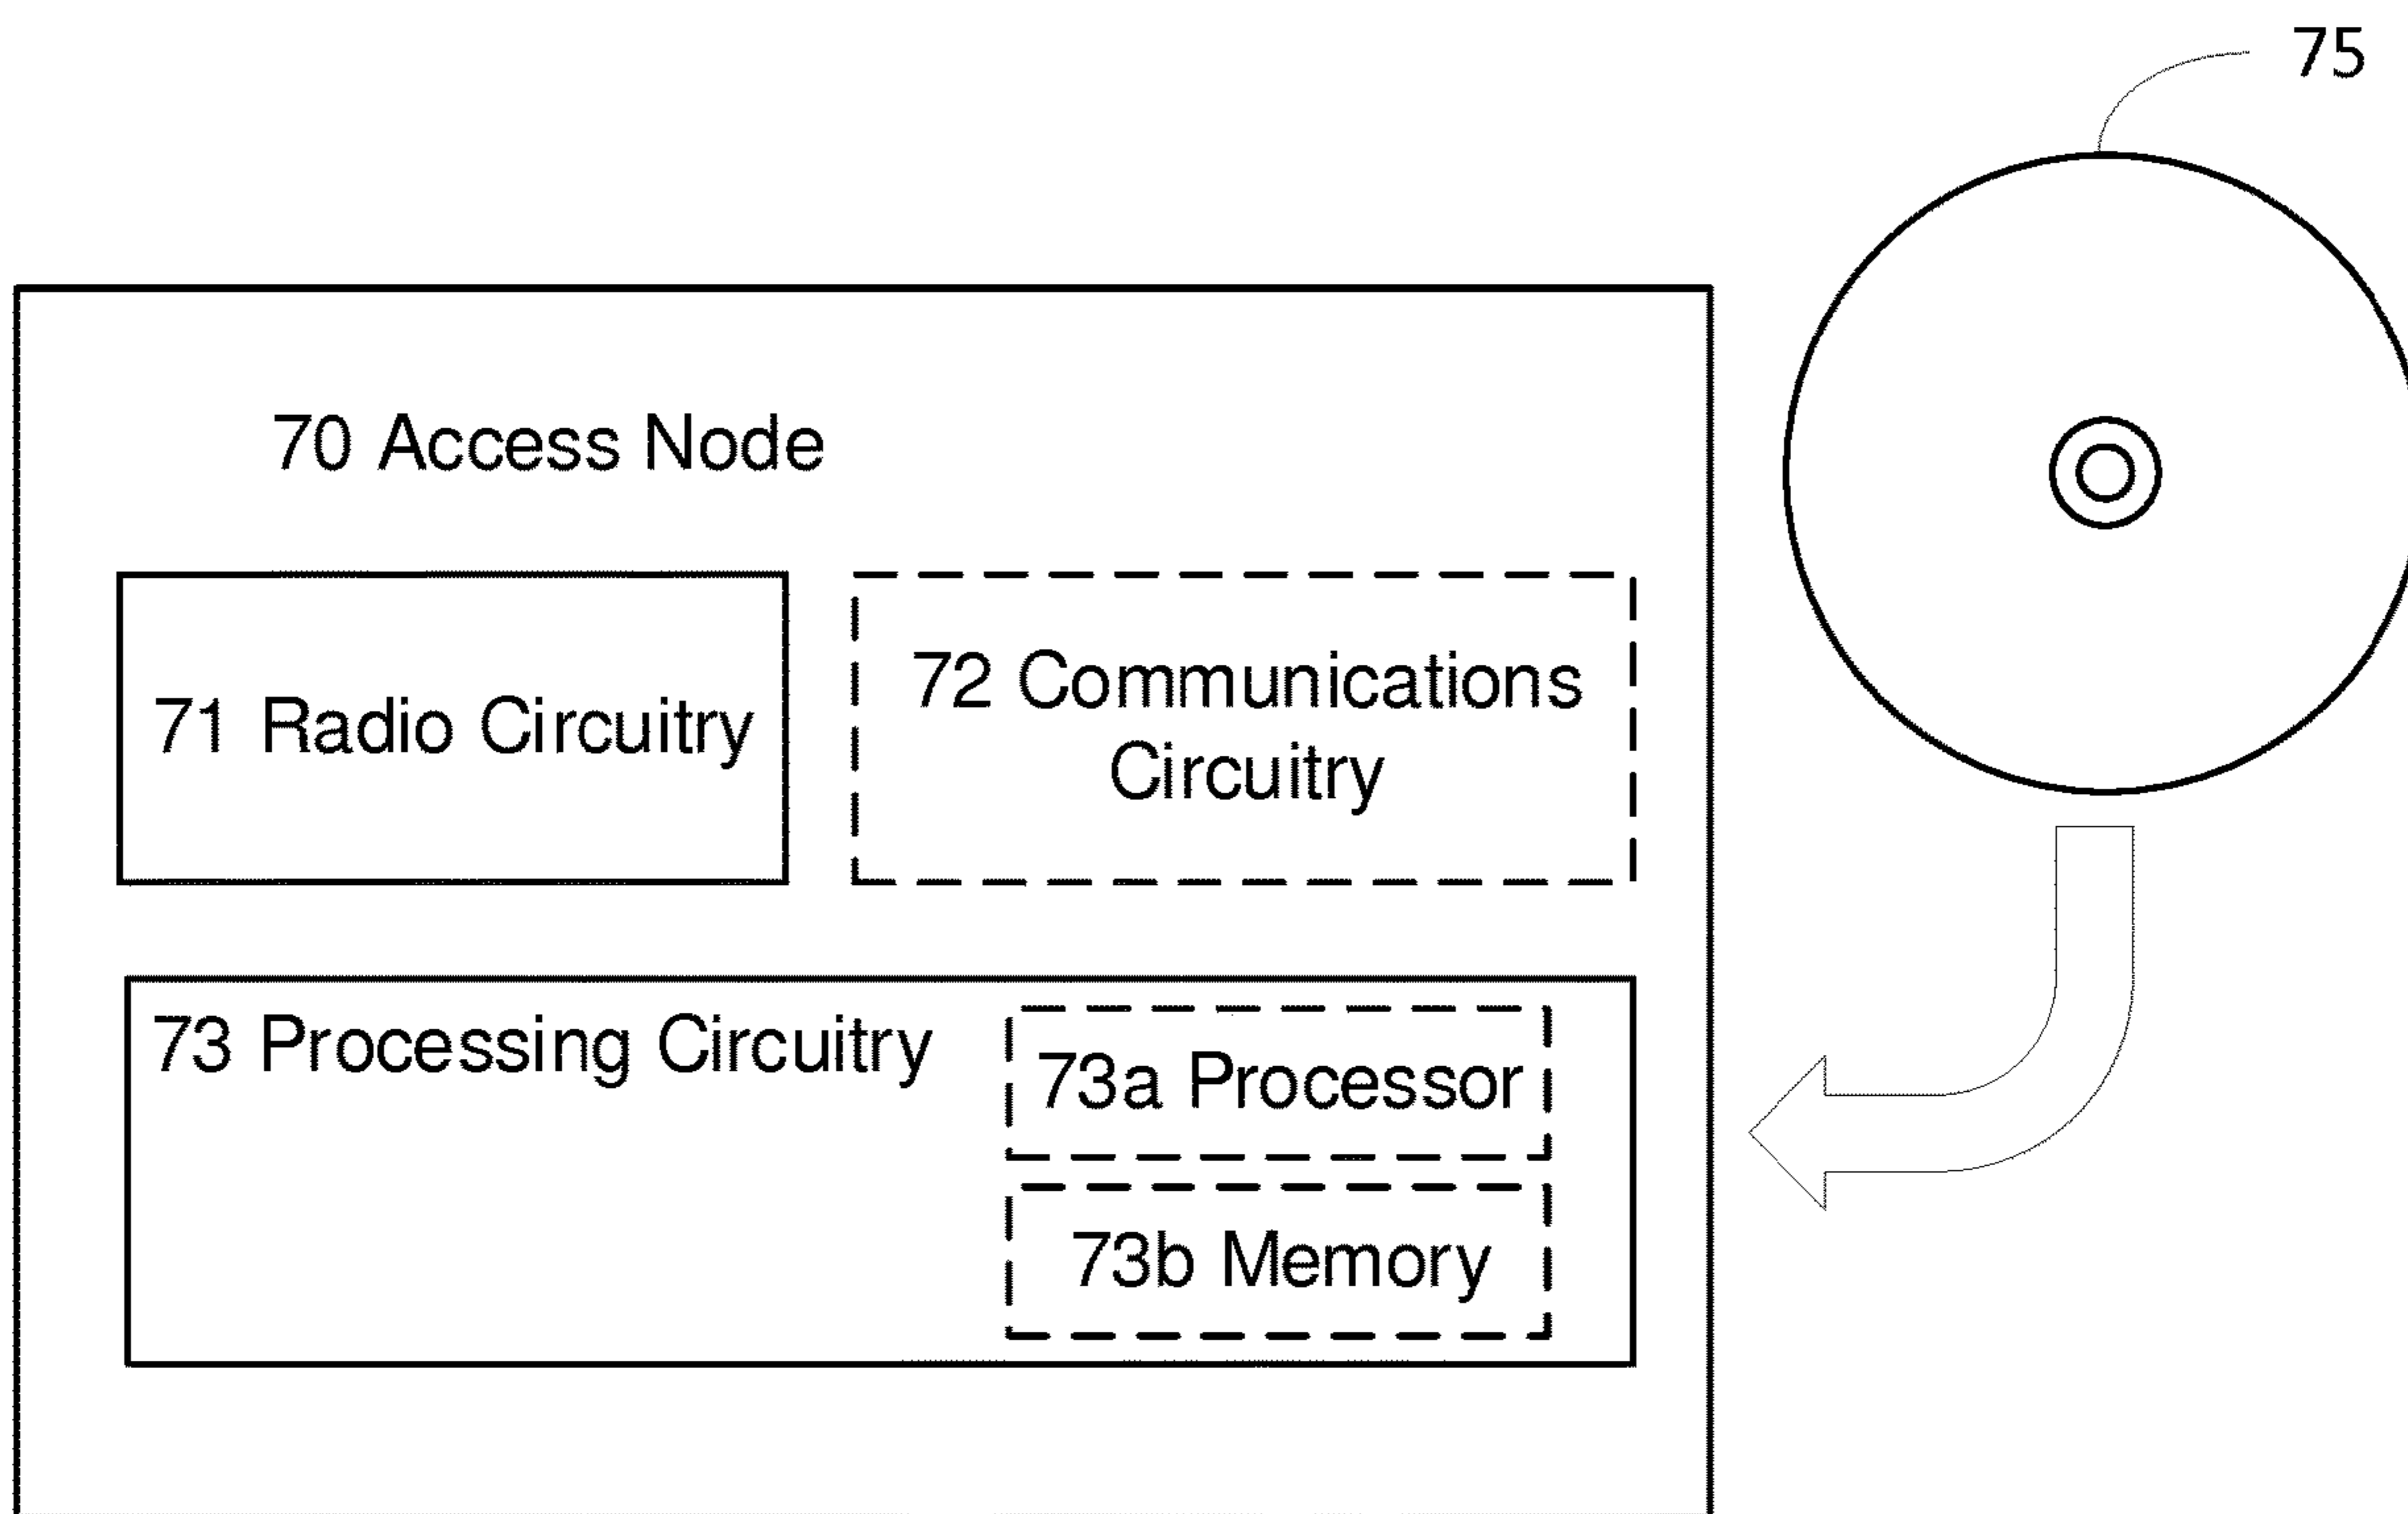 75
70 Access Node
71 Radio Circuitry
72 Communications
Circuitry
73 Processing Circuitry
73a Processor
73b Memory